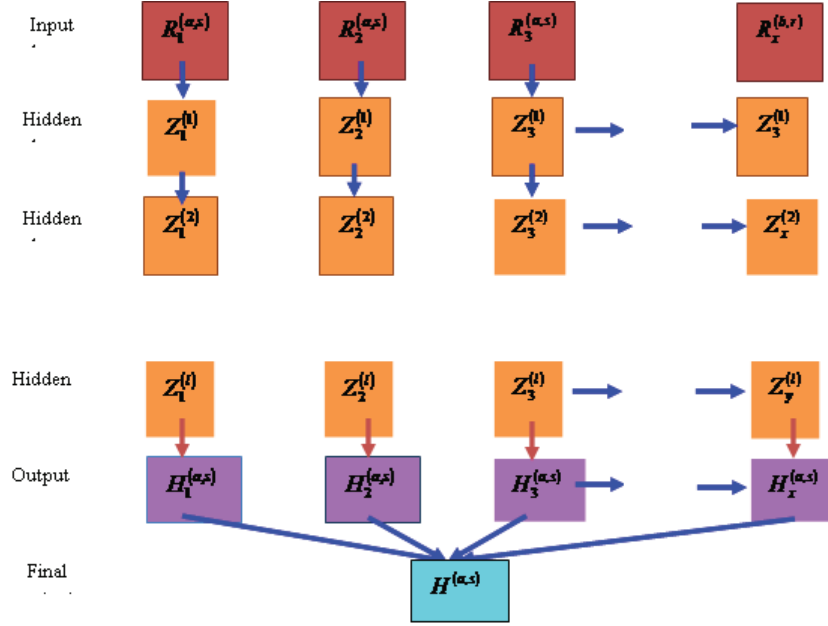 Input R₁^(α,s) R₂^(α,s) R₃^(α,s) Rₓ^(b,r)
Hidden Z₁^(1) Z₂^(1) Z₃^(1) Z₃^(1)
Hidden Z₁^(2) Z₂^(2) Z₃^(2) Zₓ^(2)
Hidden Z₁^(l) Z₂^(l) Z₃^(l) Z_y^(l)
Output H₁^(α,s) H₂^(α,s) H₃^(α,s) Hₓ^(α,s)
Final H^(α,s)